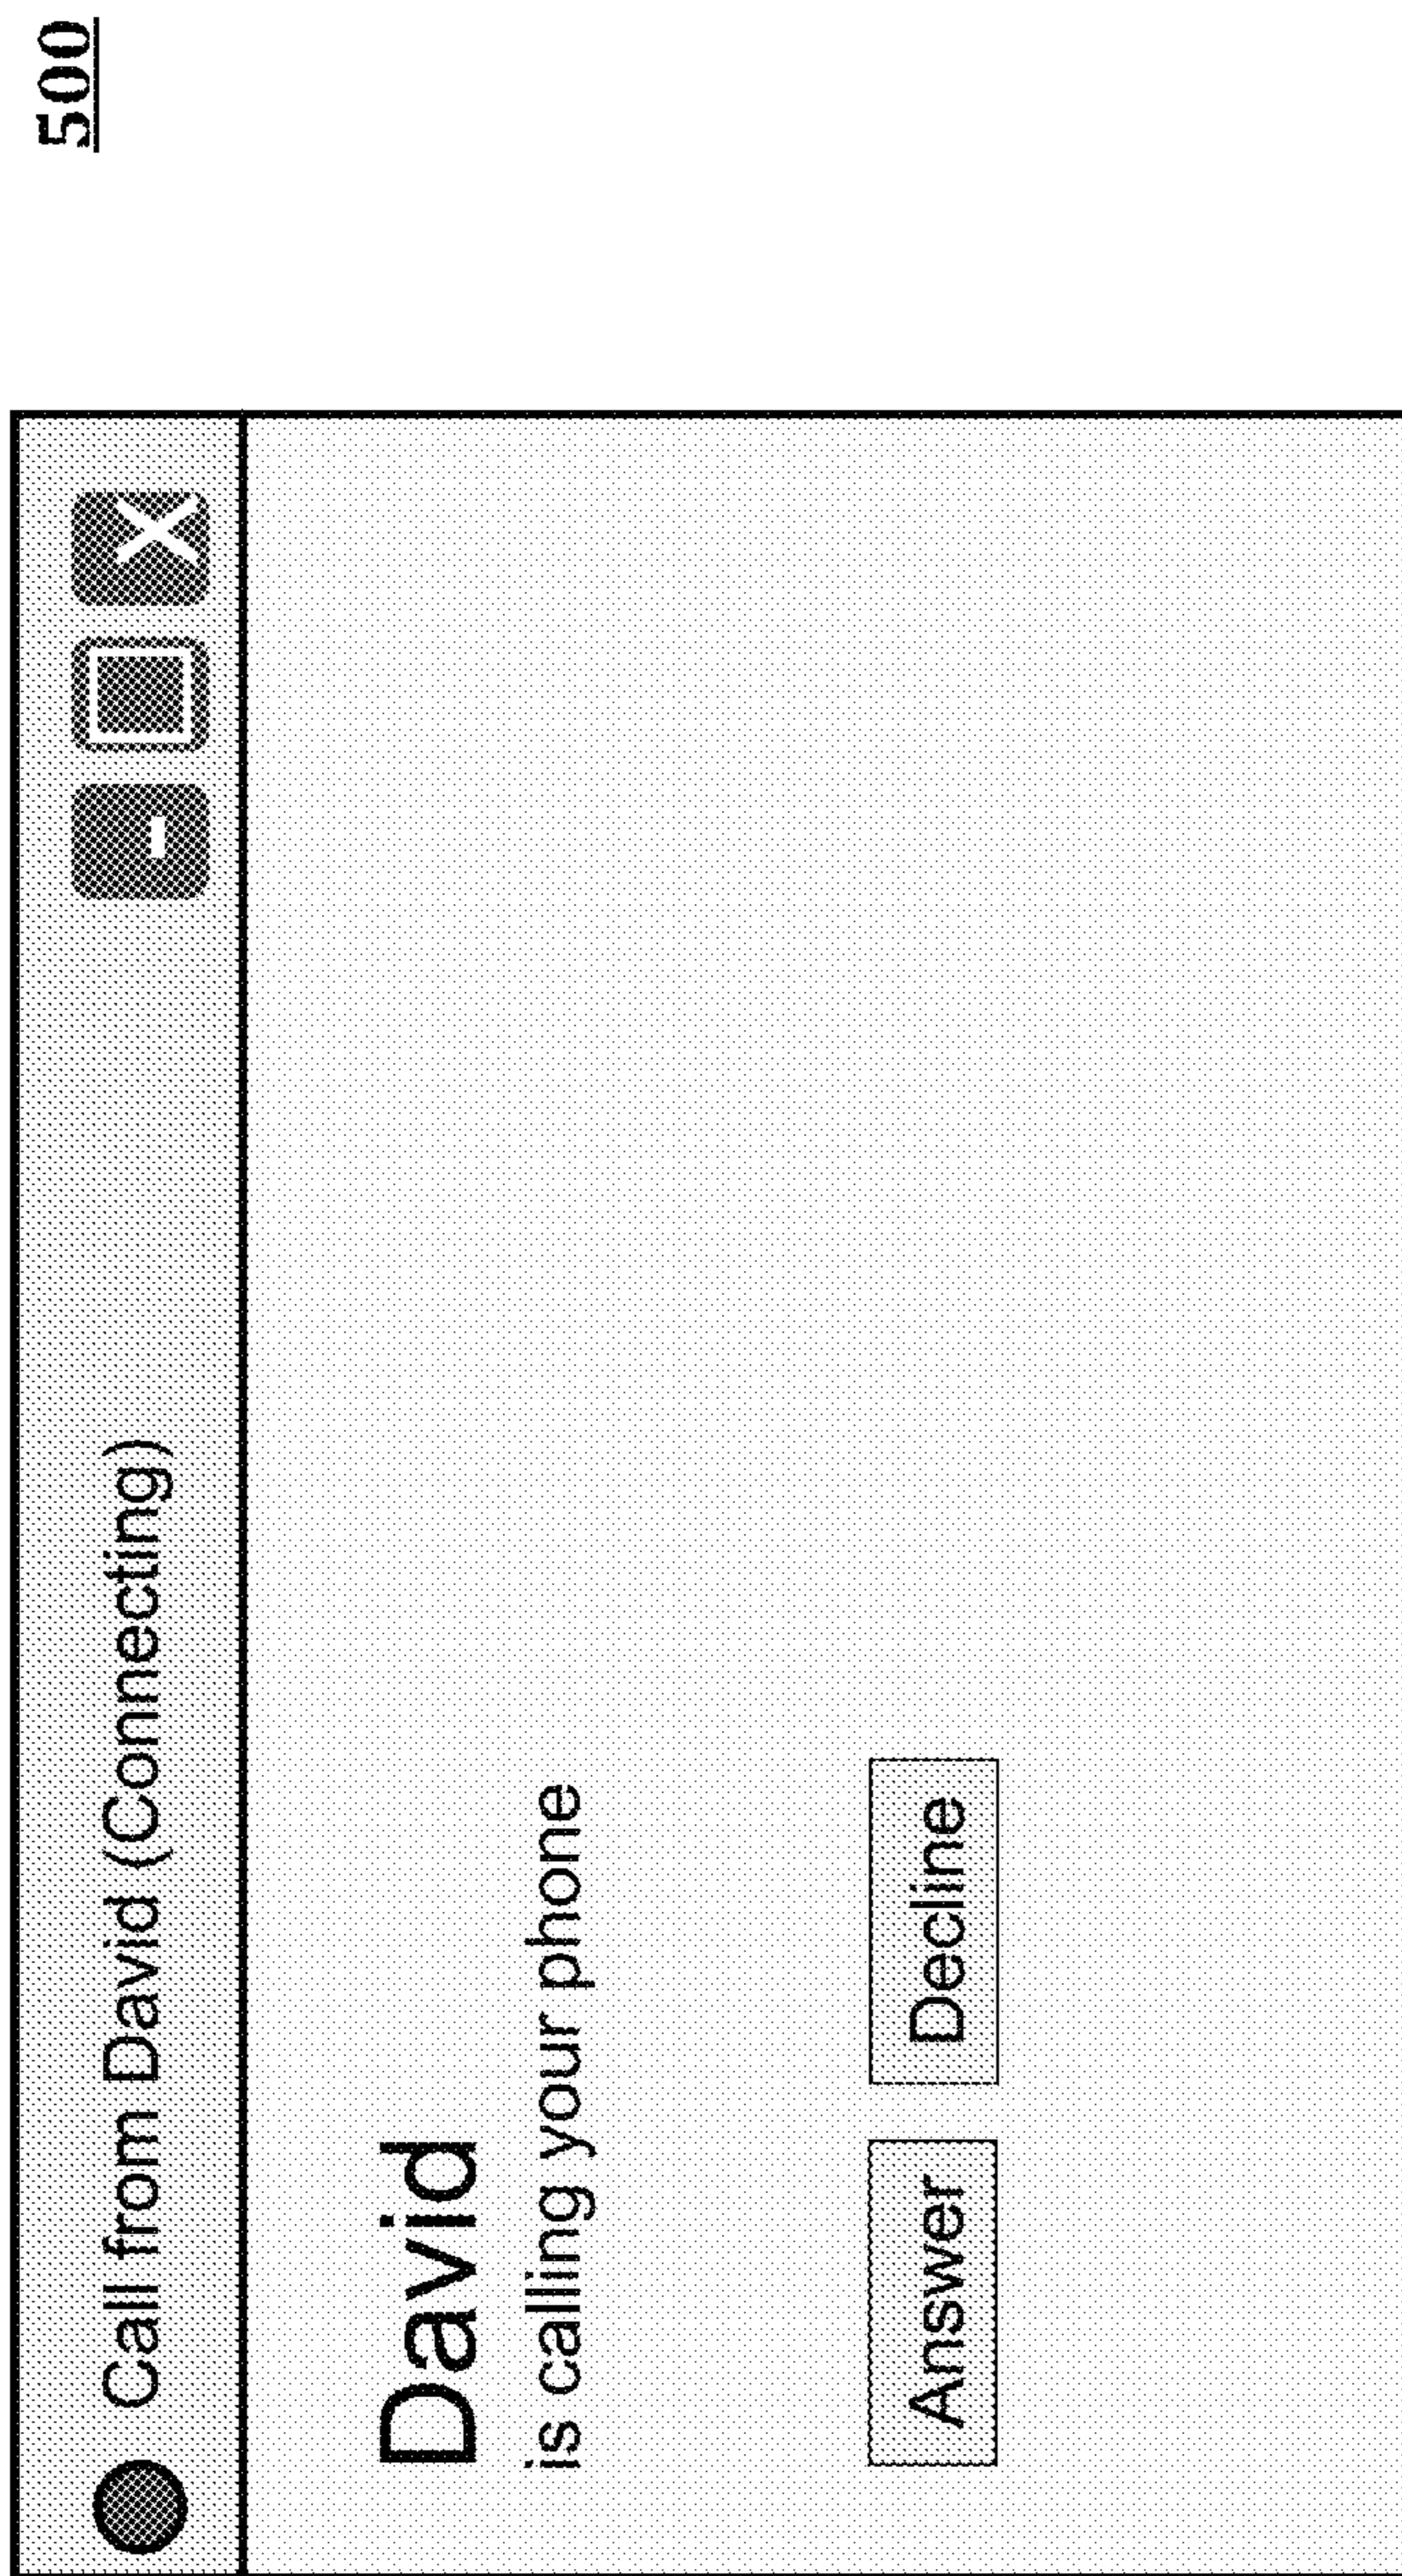 500
Call from David (Connecting)
- X
David
is calling your phone
Answer Decline